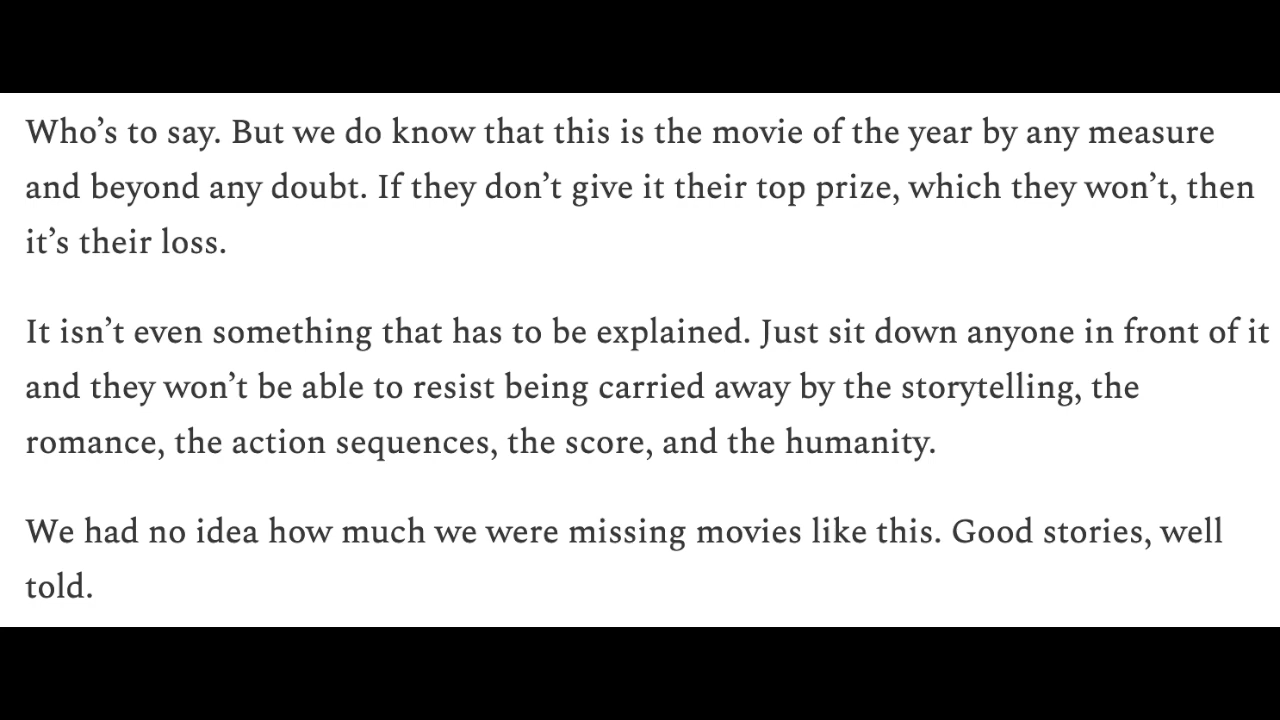 Who’s to say. But we do know that this is the movie of the year by any measure
and beyond any doubt. If they don’t give it their top prize, which they won’t, then
it’s their loss.
It isn’t even something that has to be explained. Just sit down anyone in front of it
and they won’t be able to resist being carried away by the storytelling, the
romance, the action sequences, the score, and the humanity.
We had no idea how much we were missing movies like this. Good stories, well
told.